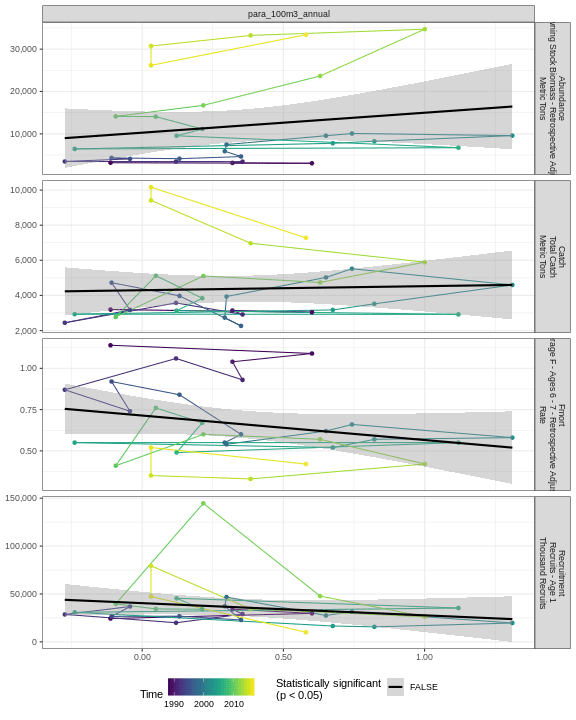 para_100m3_annual
30,000
20,000
10,000
Abundance
ning Stock Biomass - Retrospective Adj
Metric Tons
10,000
8,000
6,000
4,000
2,000
Catch
Total Catch
Metric Tons
1.00
0.75
0.50
Fmort
rage F - Ages 6 - 7 - Retrospective Adjus
Rate
150,000
100,000
50,000
0
Recruitment
Recruits - Age 1
Thousand Recruits
0.00 0.50 1.00
Time
1990 2000 2010
Statistically significant
(p < 0.05)
FALSE